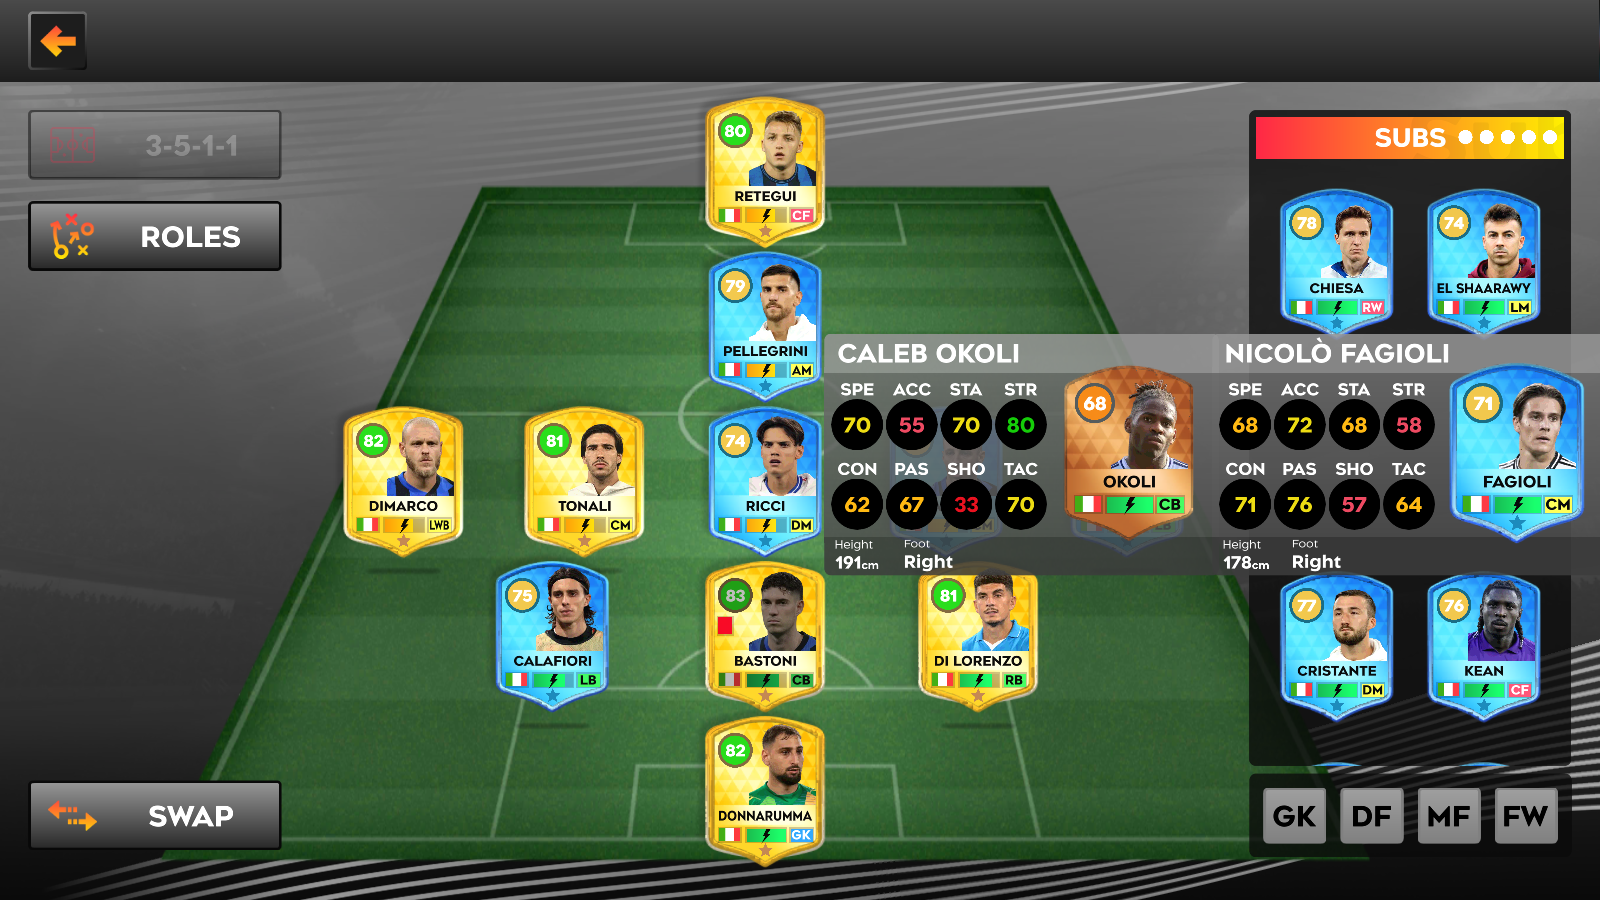 3-5-1-1
ROLES
SWAP
80
RETEGUI
CF
79
PELLEGRINI
AM
82
DIMARCO
LWB
81
TONALI
CM
74
RICCI
DM
75
CALAFIORI
LB
83
BASTONI
CB
81
DI LORENZO
RB
82
DONNARUMMA
GK
SUBS
78
CHIESA
RW
74
EL SHAARAWY
LM
CALEB OKOLI
SPE ACC STA STR
70 55 70 80
CON PAS SHO TAC
62 67 33 70
Height Foot
191cm Right
68
OKOLI
CB
NICOLÒ FAGIOLI
SPE ACC STA STR
68 72 68 58
CON PAS SHO TAC
71 76 57 64
Height Foot
178cm Right
71
FAGIOLI
CM
77
CRISTANTE
DM
76
KEAN
CF
GK DF MF FW